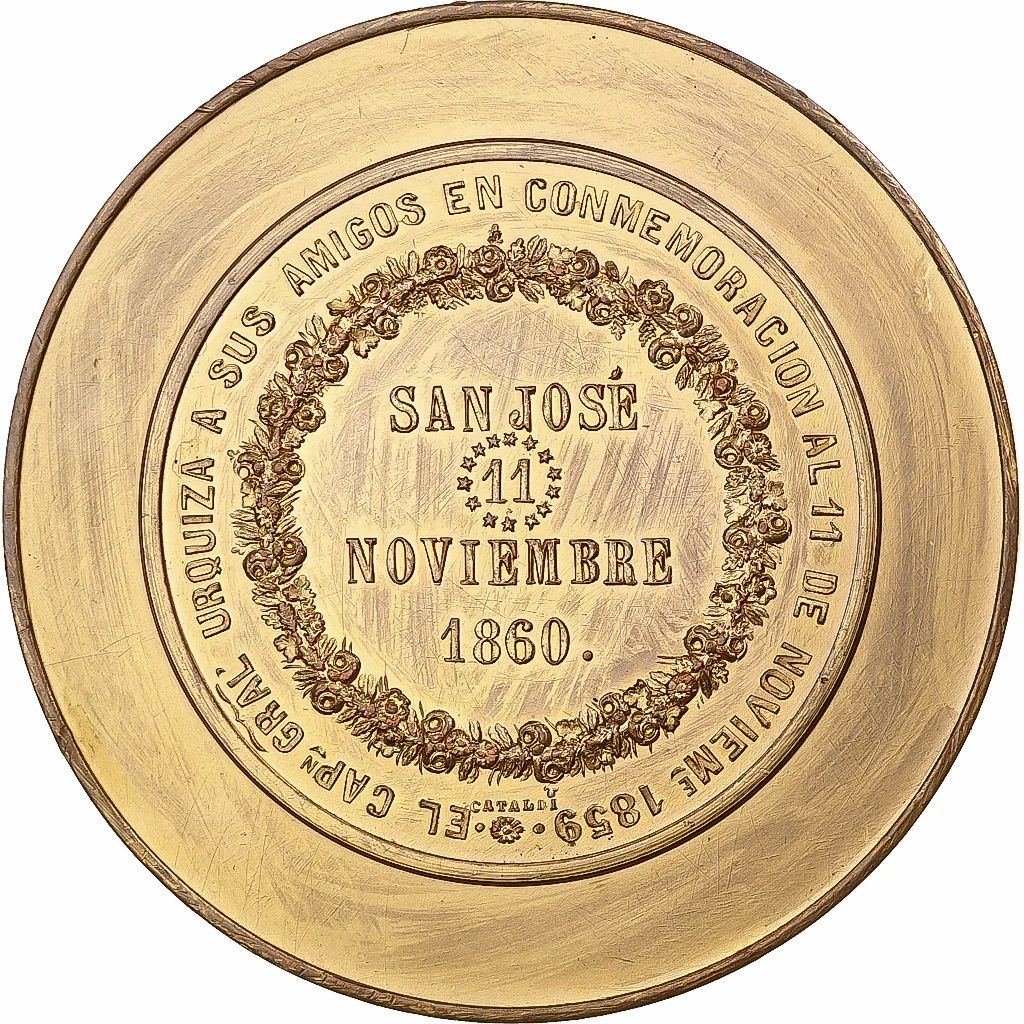 ·EL CAPN GRAL' URQUIZA A SUS AMIGOS EN CONMEMORACION AL 11 DE NOVIEME 1859·
SAN JOSÉ
11
NOVIEMBRE
1860.
CATALDI